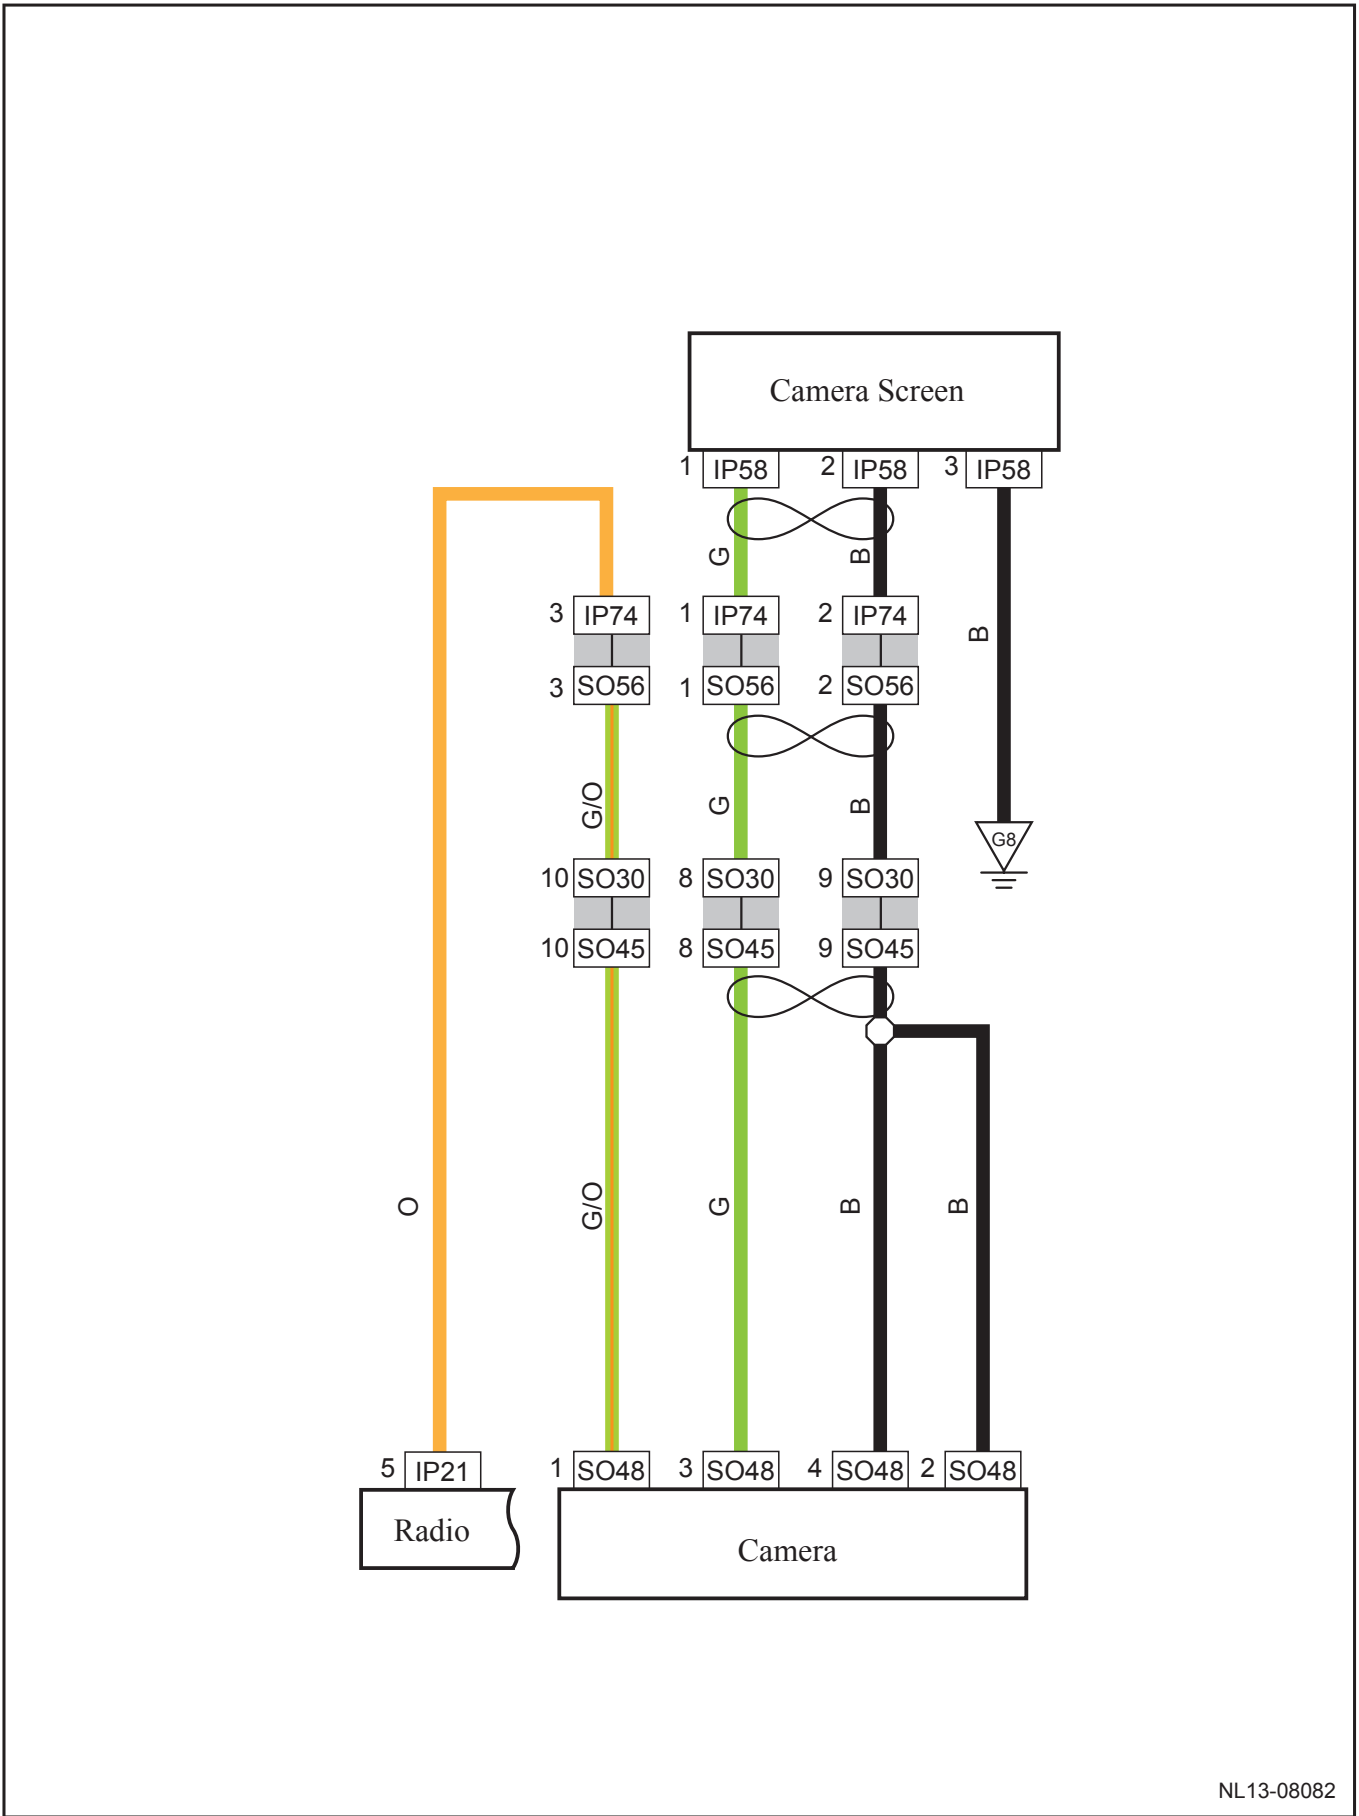 Camera Screen
1 IP58 2 IP58 3 IP58
G B
3 IP74 1 IP74 2 IP74
B
3 SO56 1 SO56 2 SO56
G/O G B
G8
10 SO30 8 SO30 9 SO30
10 SO45 8 SO45 9 SO45
O G/O G B B
5 IP21 1 SO48 3 SO48 4 SO48 2 SO48
Radio
Camera
NL13-08082